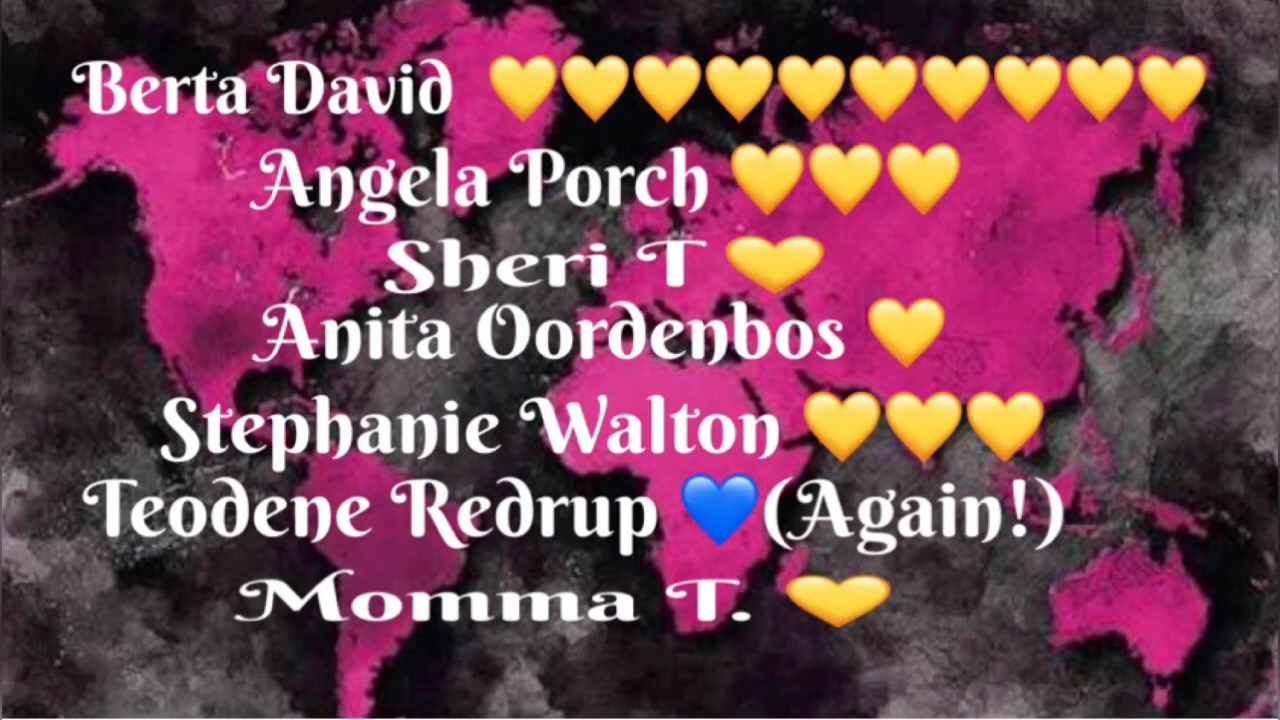 Berta David 💛💛💛💛💛💛💛💛💛💛
Angela Porch 💛💛💛
Sheri T 💛
Anita Oordenbos 💛
Stephanie Walton 💛💛💛
Teodene Redrup 💙(Again!)
Momma T. 💛